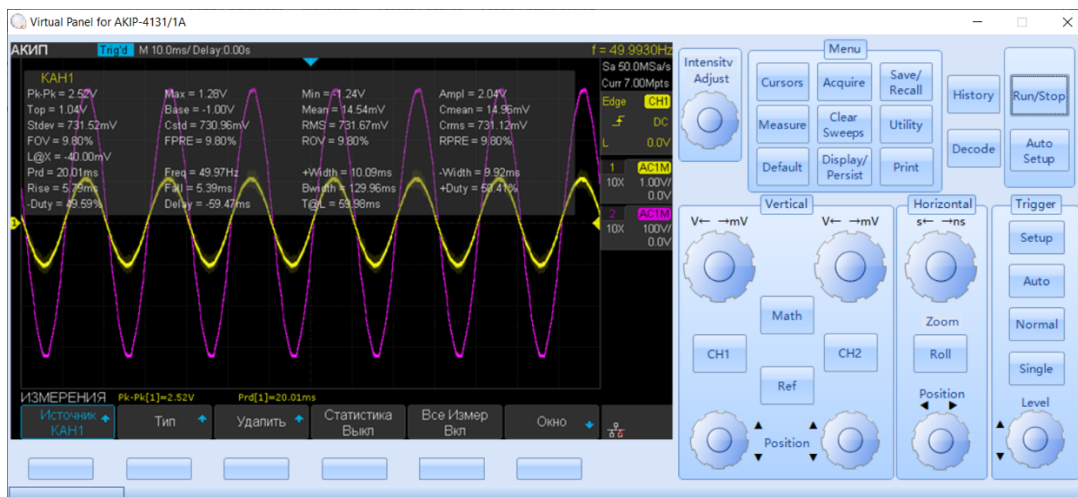 Virtual Panel for AKIP-4131/1A
АКИП Trig'd M 10.0ms/ Delay:0.00s f = 49.9930Hz
Sa 50.0MSa/s
Curr 7.00Mpts
Edge CH1
DC
L 0.0V
1 AC1M
10X 1.00V/
0.0V
2 AC1M
10X 100V/
0.0V
КАН1
Pk-Pk = 2.52V Max = 1.28V Min = -1.24V Ampl = 2.04V
Top = 1.04V Base = -1.00V Mean = 14.54mV Cmean = 14.96mV
Stdev = 731.52mV Cstd = 730.96mV RMS = 731.67mV Crms = 731.12mV
FOV = 9.80% FPRE = 9.80% ROV = 9.80% RPRE = 9.80%
L@X = -40.00mV
Prd = 20.01ms Freq = 49.97Hz +Width = 10.09ms -Width = 9.92ms
Rise = 5.79ms Fall = 5.39ms Bwidth = 129.96ms +Duty = 50.41%
-Duty = 49.59% Delay = -59.47ms T@L = 59.98ms
ИЗМЕРЕНИЯ Pk-Pk[1]=2.52V Prd[1]=20.01ms
Источник КАН1
Тип
Удалить
Статистика Выкл
Все Измер Вкл
Окно
Intensity
Adjust
Menu
Cursors
Acquire
Save/
Recall
Measure
Clear
Sweeps
Utility
Default
Display/
Persist
Print
History
Decode
Run/Stop
Auto
Setup
Vertical
V← →mV
V← →mV
Math
CH1
CH2
Ref
Position
Horizontal
s← →ns
Zoom
Roll
Position
Trigger
Setup
Auto
Normal
Single
Level